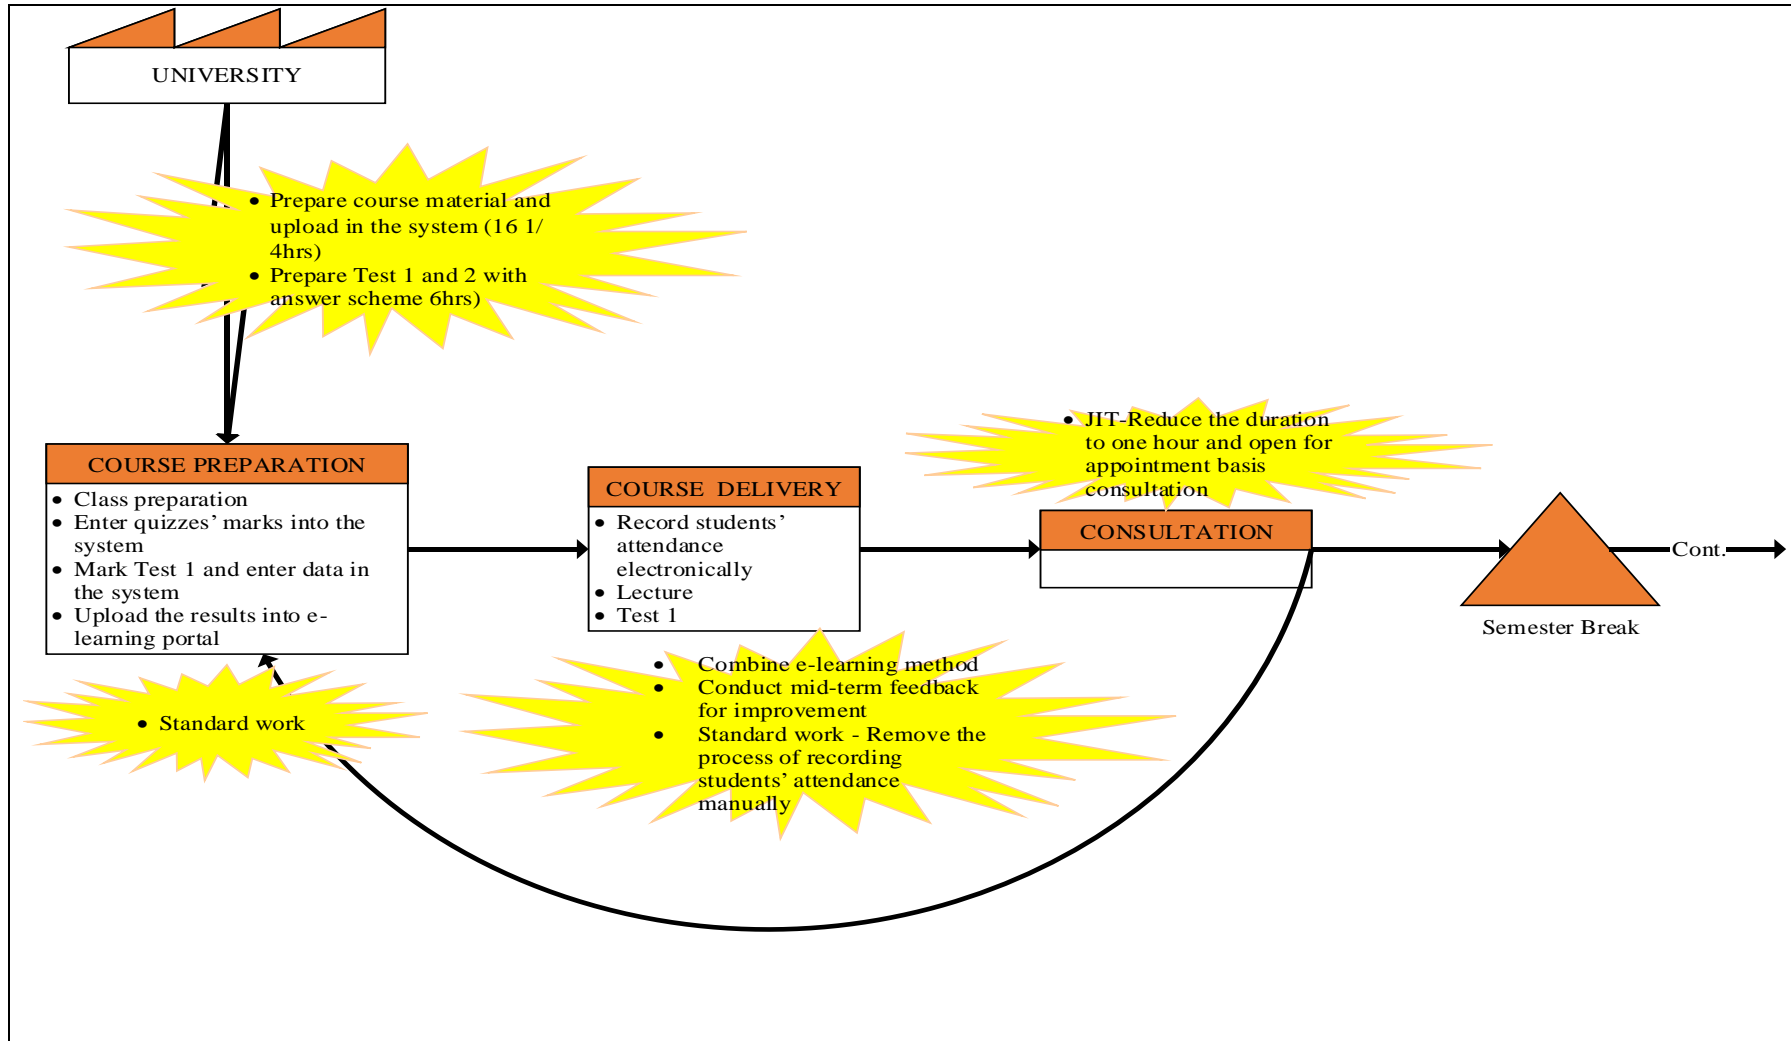 UNIVERSITY
• Prepare course material and
upload in the system (16 1/
4hrs)
• Prepare Test 1 and 2 with
answer scheme 6hrs)
COURSE PREPARATION
• Class preparation
• Enter quizzes’ marks into the
system
• Mark Test 1 and enter data in
the system
• Upload the results into e-
learning portal
• Standard work
COURSE DELIVERY
• Record students’
attendance
electronically
• Lecture
• Test 1
• Combine e-learning method
• Conduct mid-term feedback
for improvement
• Standard work - Remove the
process of recording
students’ attendance
manually
• JIT-Reduce the duration
to one hour and open for
appointment basis
consultation
CONSULTATION
Semester Break
Cont.